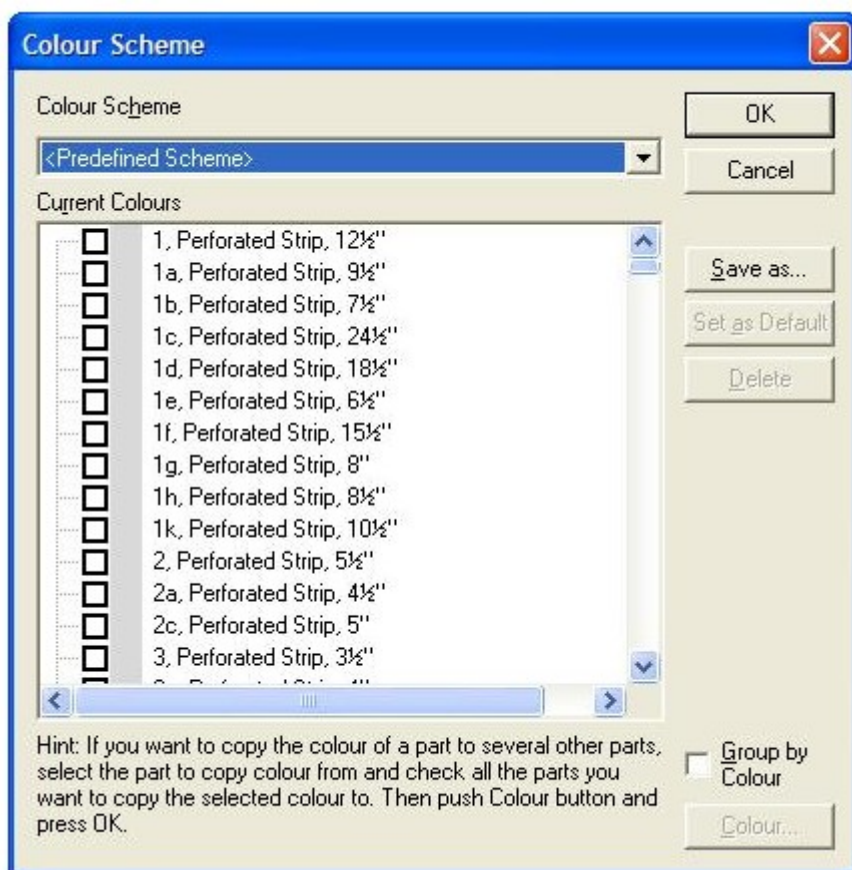 Colour Scheme
Colour Scheme
OK
<Predefined Scheme>
Cancel
Current Colours
1, Perforated Strip, 12½"
1a, Perforated Strip, 9½"
1b, Perforated Strip, 7½"
1c, Perforated Strip, 24½"
1d, Perforated Strip, 18½"
1e, Perforated Strip, 6½"
1f, Perforated Strip, 15½"
1g, Perforated Strip, 8"
1h, Perforated Strip, 8½"
1k, Perforated Strip, 10½"
2, Perforated Strip, 5½"
2a, Perforated Strip, 4½"
2c, Perforated Strip, 5"
3, Perforated Strip, 3½"
Save as...
Set as Default
Delete
Hint: If you want to copy the colour of a part to several other parts,
select the part to copy colour from and check all the parts you
want to copy the selected colour to. Then push Colour button and
press OK.
Group by
Colour
Colour...